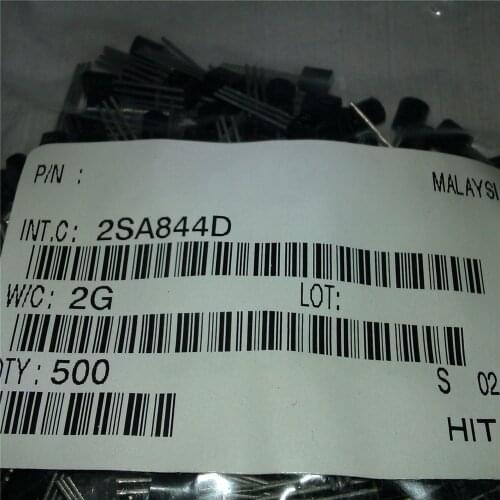 P/N :
MALAYSI
INT.C: 2SA844D
W/C: 2G LOT:
QTY: 500
S 02
HIT